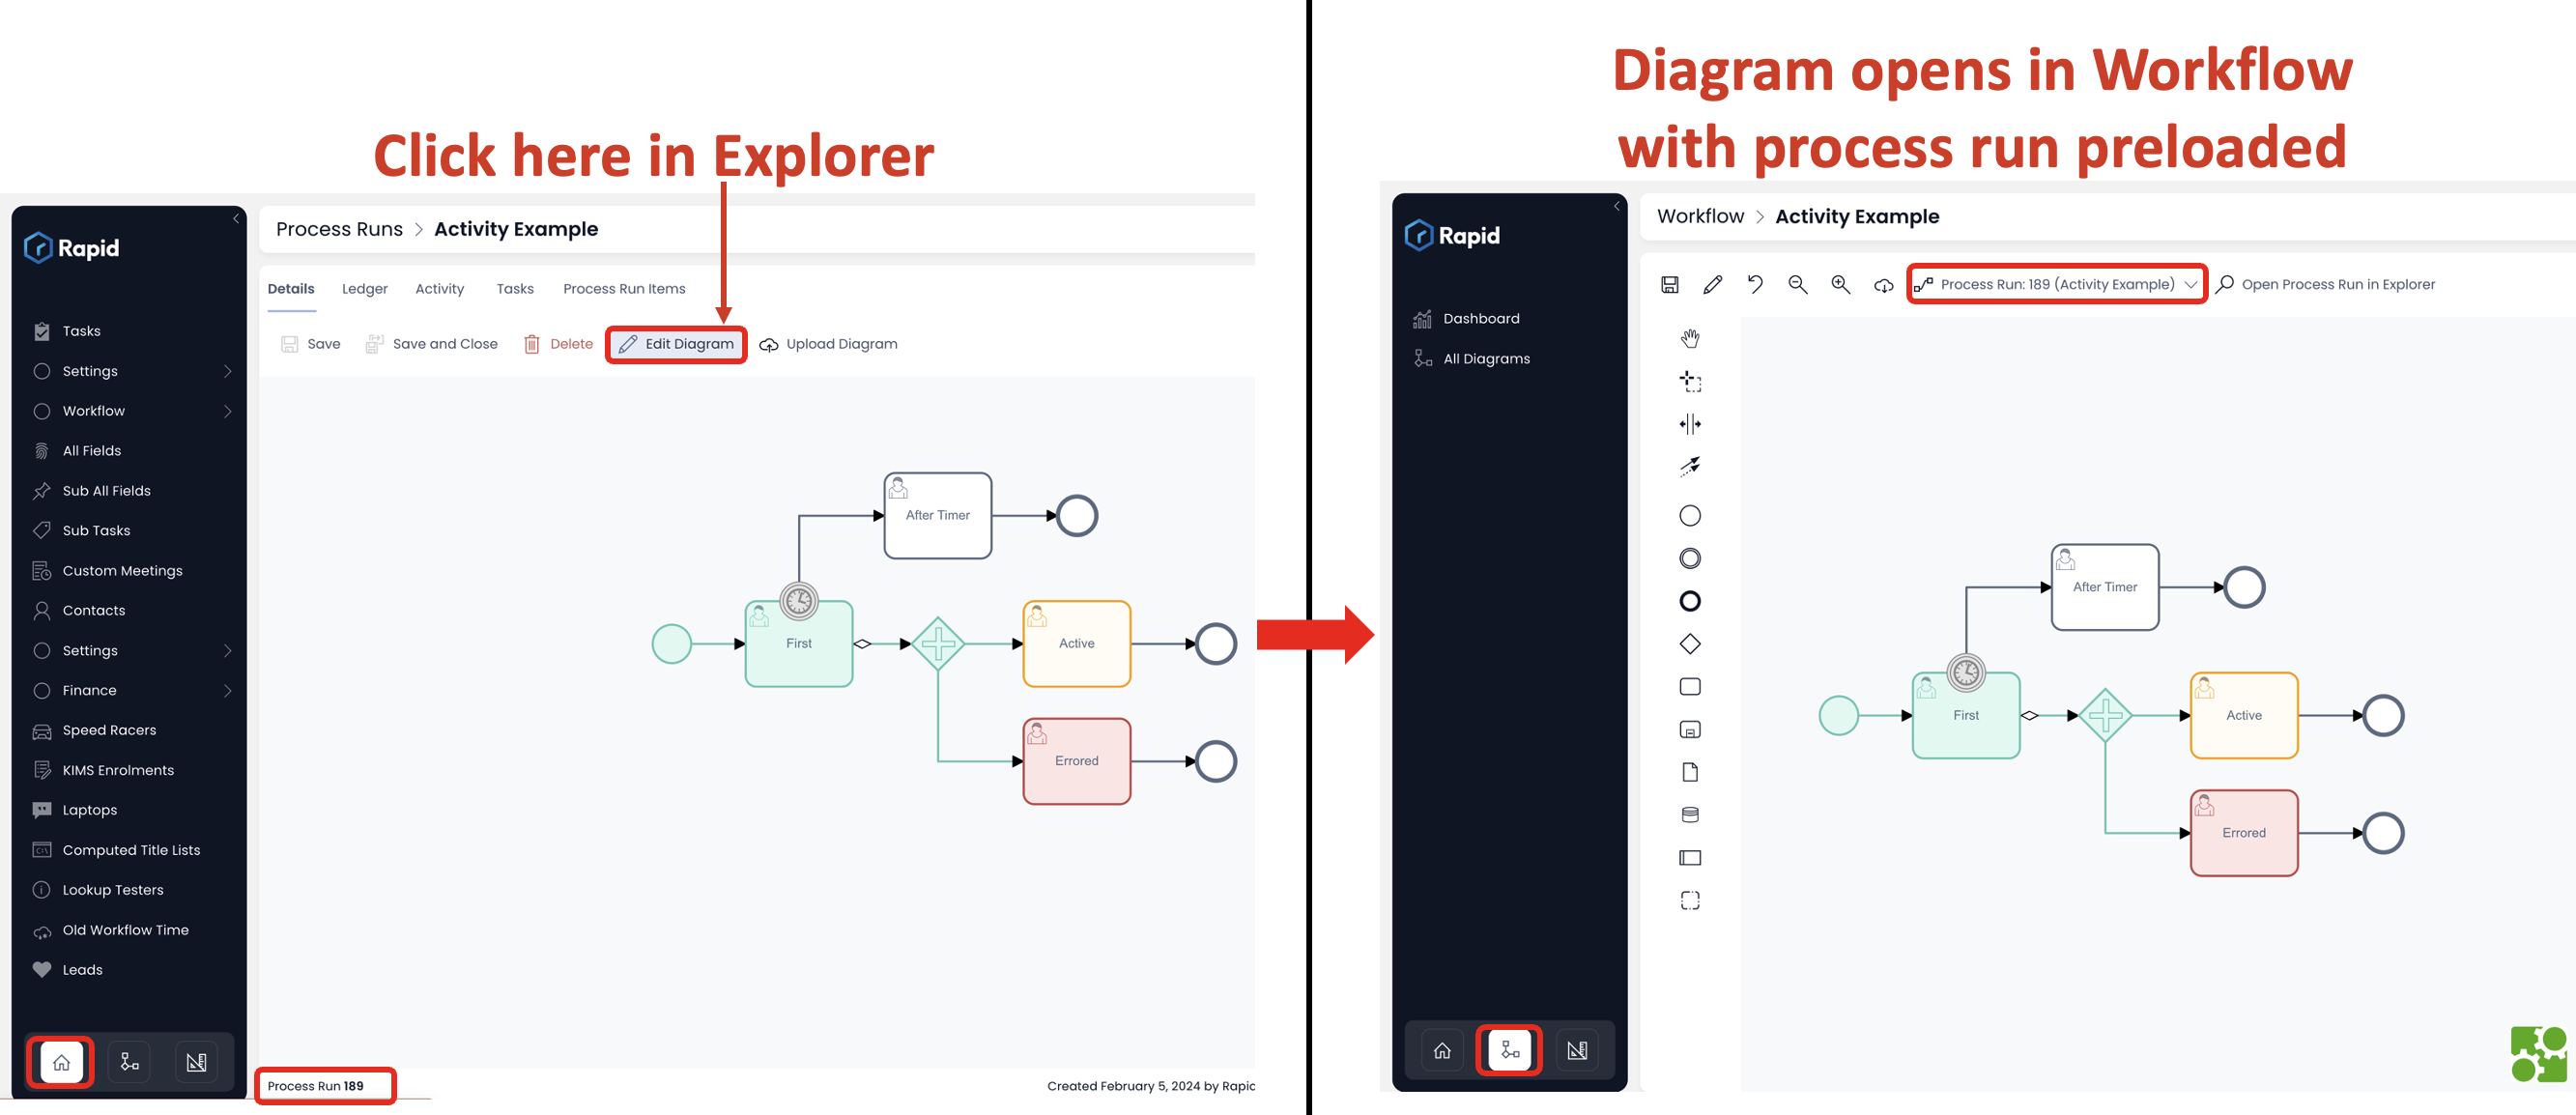 Click here in Explorer
Rapid
Tasks
Settings
Workflow
All Fields
Sub All Fields
Sub Tasks
Custom Meetings
Contacts
Settings
Finance
Speed Racers
KIMS Enrolments
Laptops
Computed Title Lists
Lookup Testers
Old Workflow Time
Leads
Process Runs > Activity Example
Details Ledger Activity Tasks Process Run Items
Save Save and Close Delete Edit Diagram Upload Diagram
After Timer
First
Active
Errored
Process Run 189
Created February 5, 2024 by Rapid
Diagram opens in Workflow
with process run preloaded
Rapid
Dashboard
All Diagrams
Workflow > Activity Example
Process Run: 189 (Activity Example) Open Process Run in Explorer
After Timer
First
Active
Errored